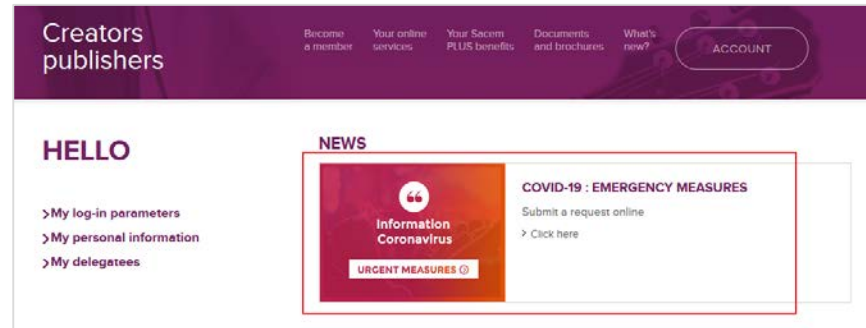 Creators
publishers
Become
a member
Your online
services
Your Sacem
PLUS benefits
Documents
and brochures
What's
new?
ACCOUNT
HELLO
>My log-in parameters
>My personal information
>My delegatees
NEWS
Information
Coronavirus
URGENT MEASURES
COVID-19 : EMERGENCY MEASURES
Submit a request online
> Click here